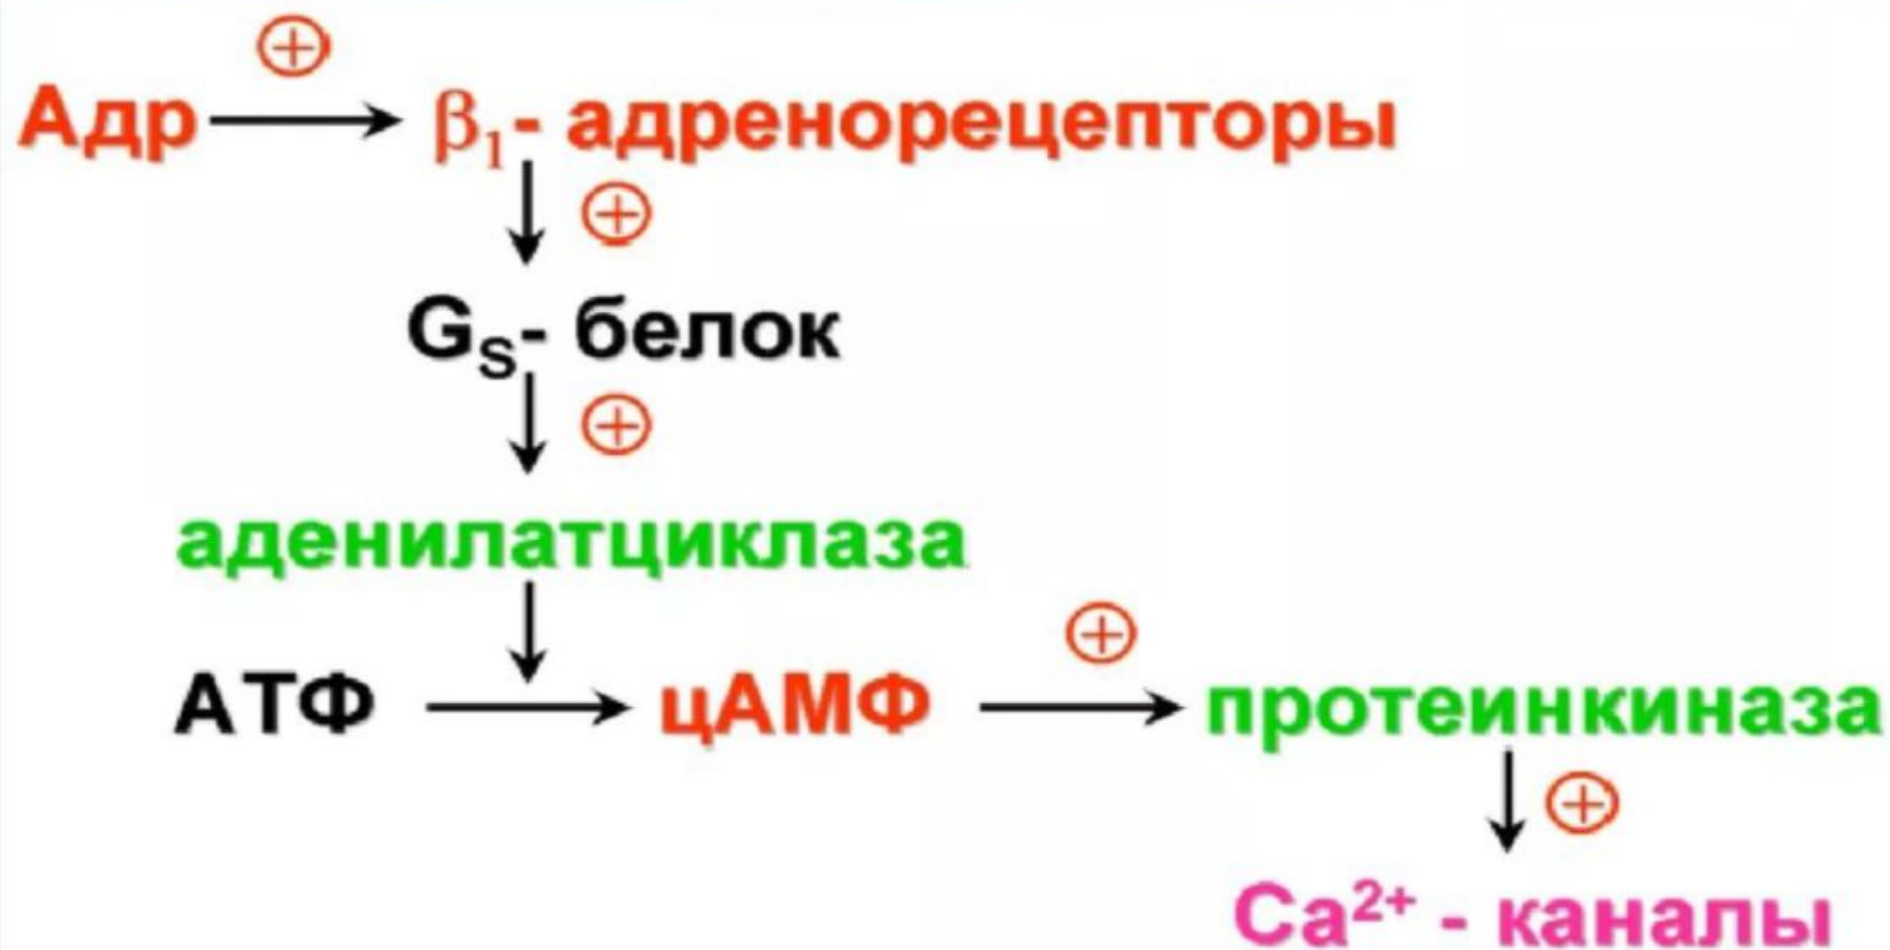 Адр β₁- адренорецепторы
Gₛ- белок
аденилатциклаза
АТФ цАМФ протеинкиназа
Ca²⁺ - каналы